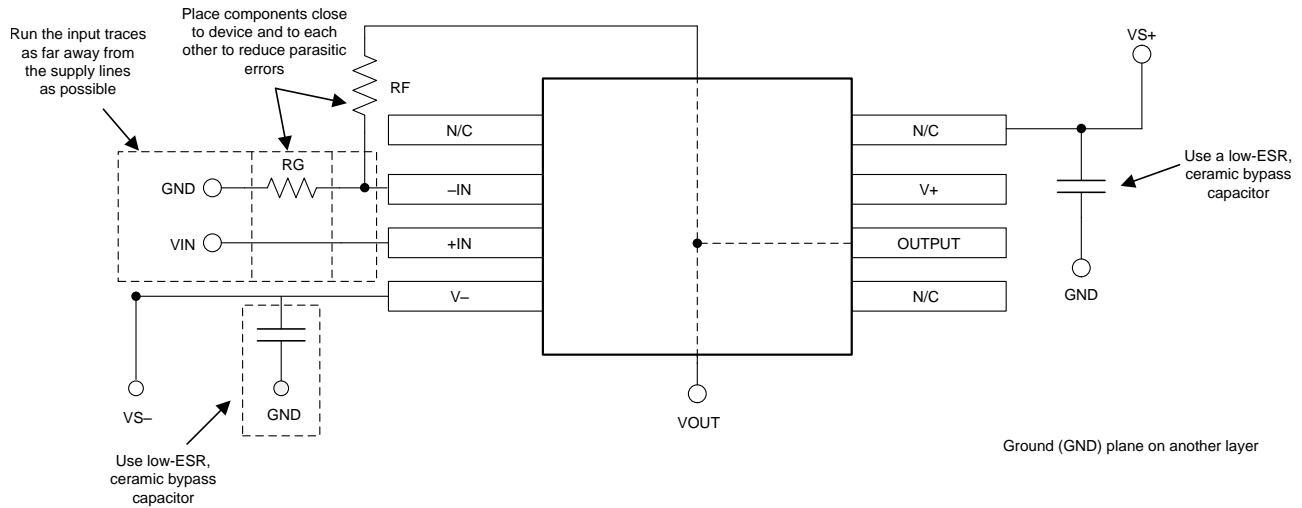 Place components close
to device and to each
other to reduce parasitic
errors
Run the input traces
as far away from
the supply lines
as possible
VS+
RF
N/C
N/C
Use a low-ESR,
ceramic bypass
capacitor
RG
GND
–IN
V+
VIN
+IN
OUTPUT
GND
V–
N/C
VS–
GND
VOUT
Use low-ESR,
ceramic bypass
capacitor
Ground (GND) plane on another layer